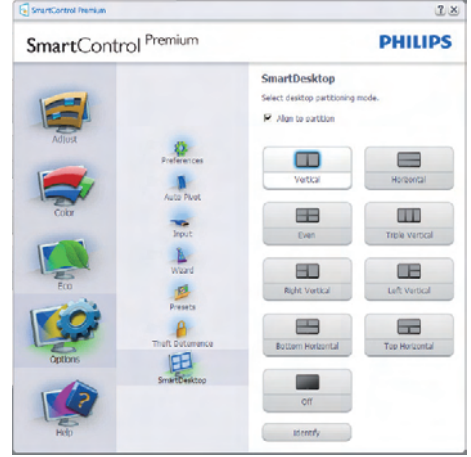 SmartControl Premium
SmartControl Premium
PHILIPS
Adjust
Color
Eco
Options
Help
Preferences
Auto Pivot
Input
Wizard
Presets
Theft Deterrence
SmartDesktop
SmartDesktop
Select desktop partitioning mode.
Align to partition
Vertical
Horizontal
Even
Triple Vertical
Right Vertical
Left Vertical
Bottom Horizontal
Top Horizontal
Off
Identify